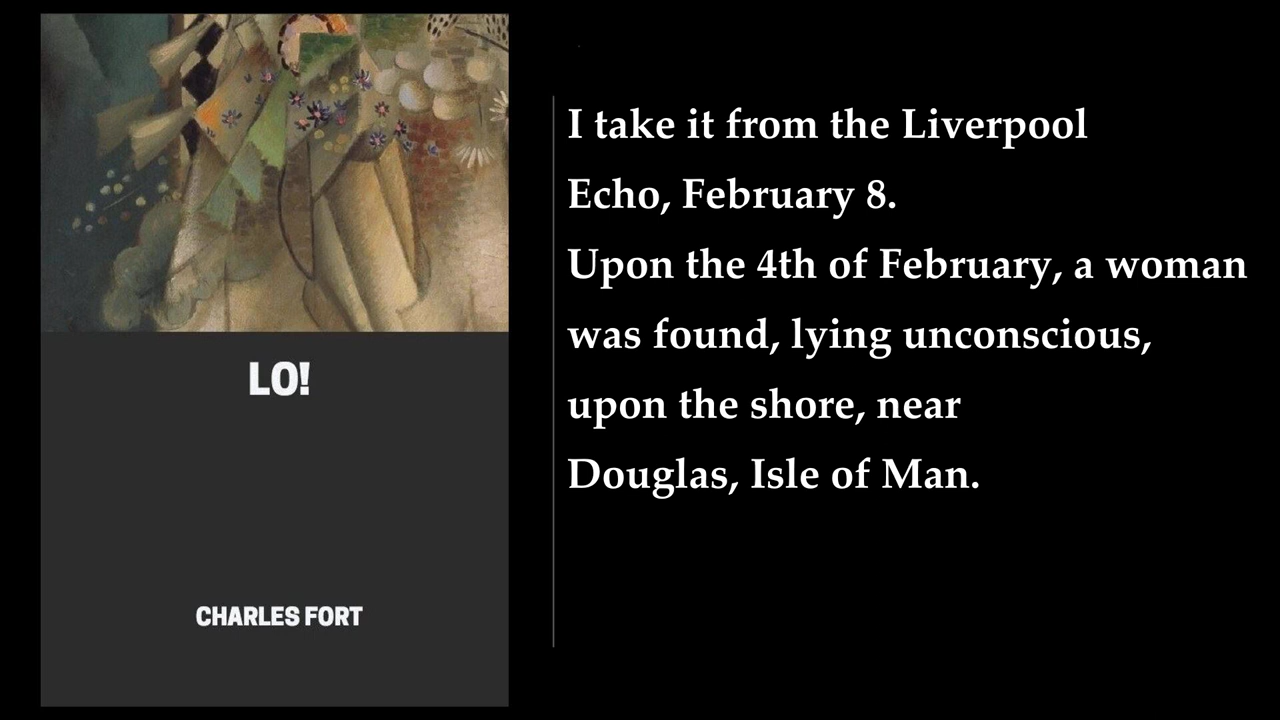 LO!
CHARLES FORT
I take it from the Liverpool
Echo, February 8.
Upon the 4th of February, a woman
was found, lying unconscious,
upon the shore, near
Douglas, Isle of Man.